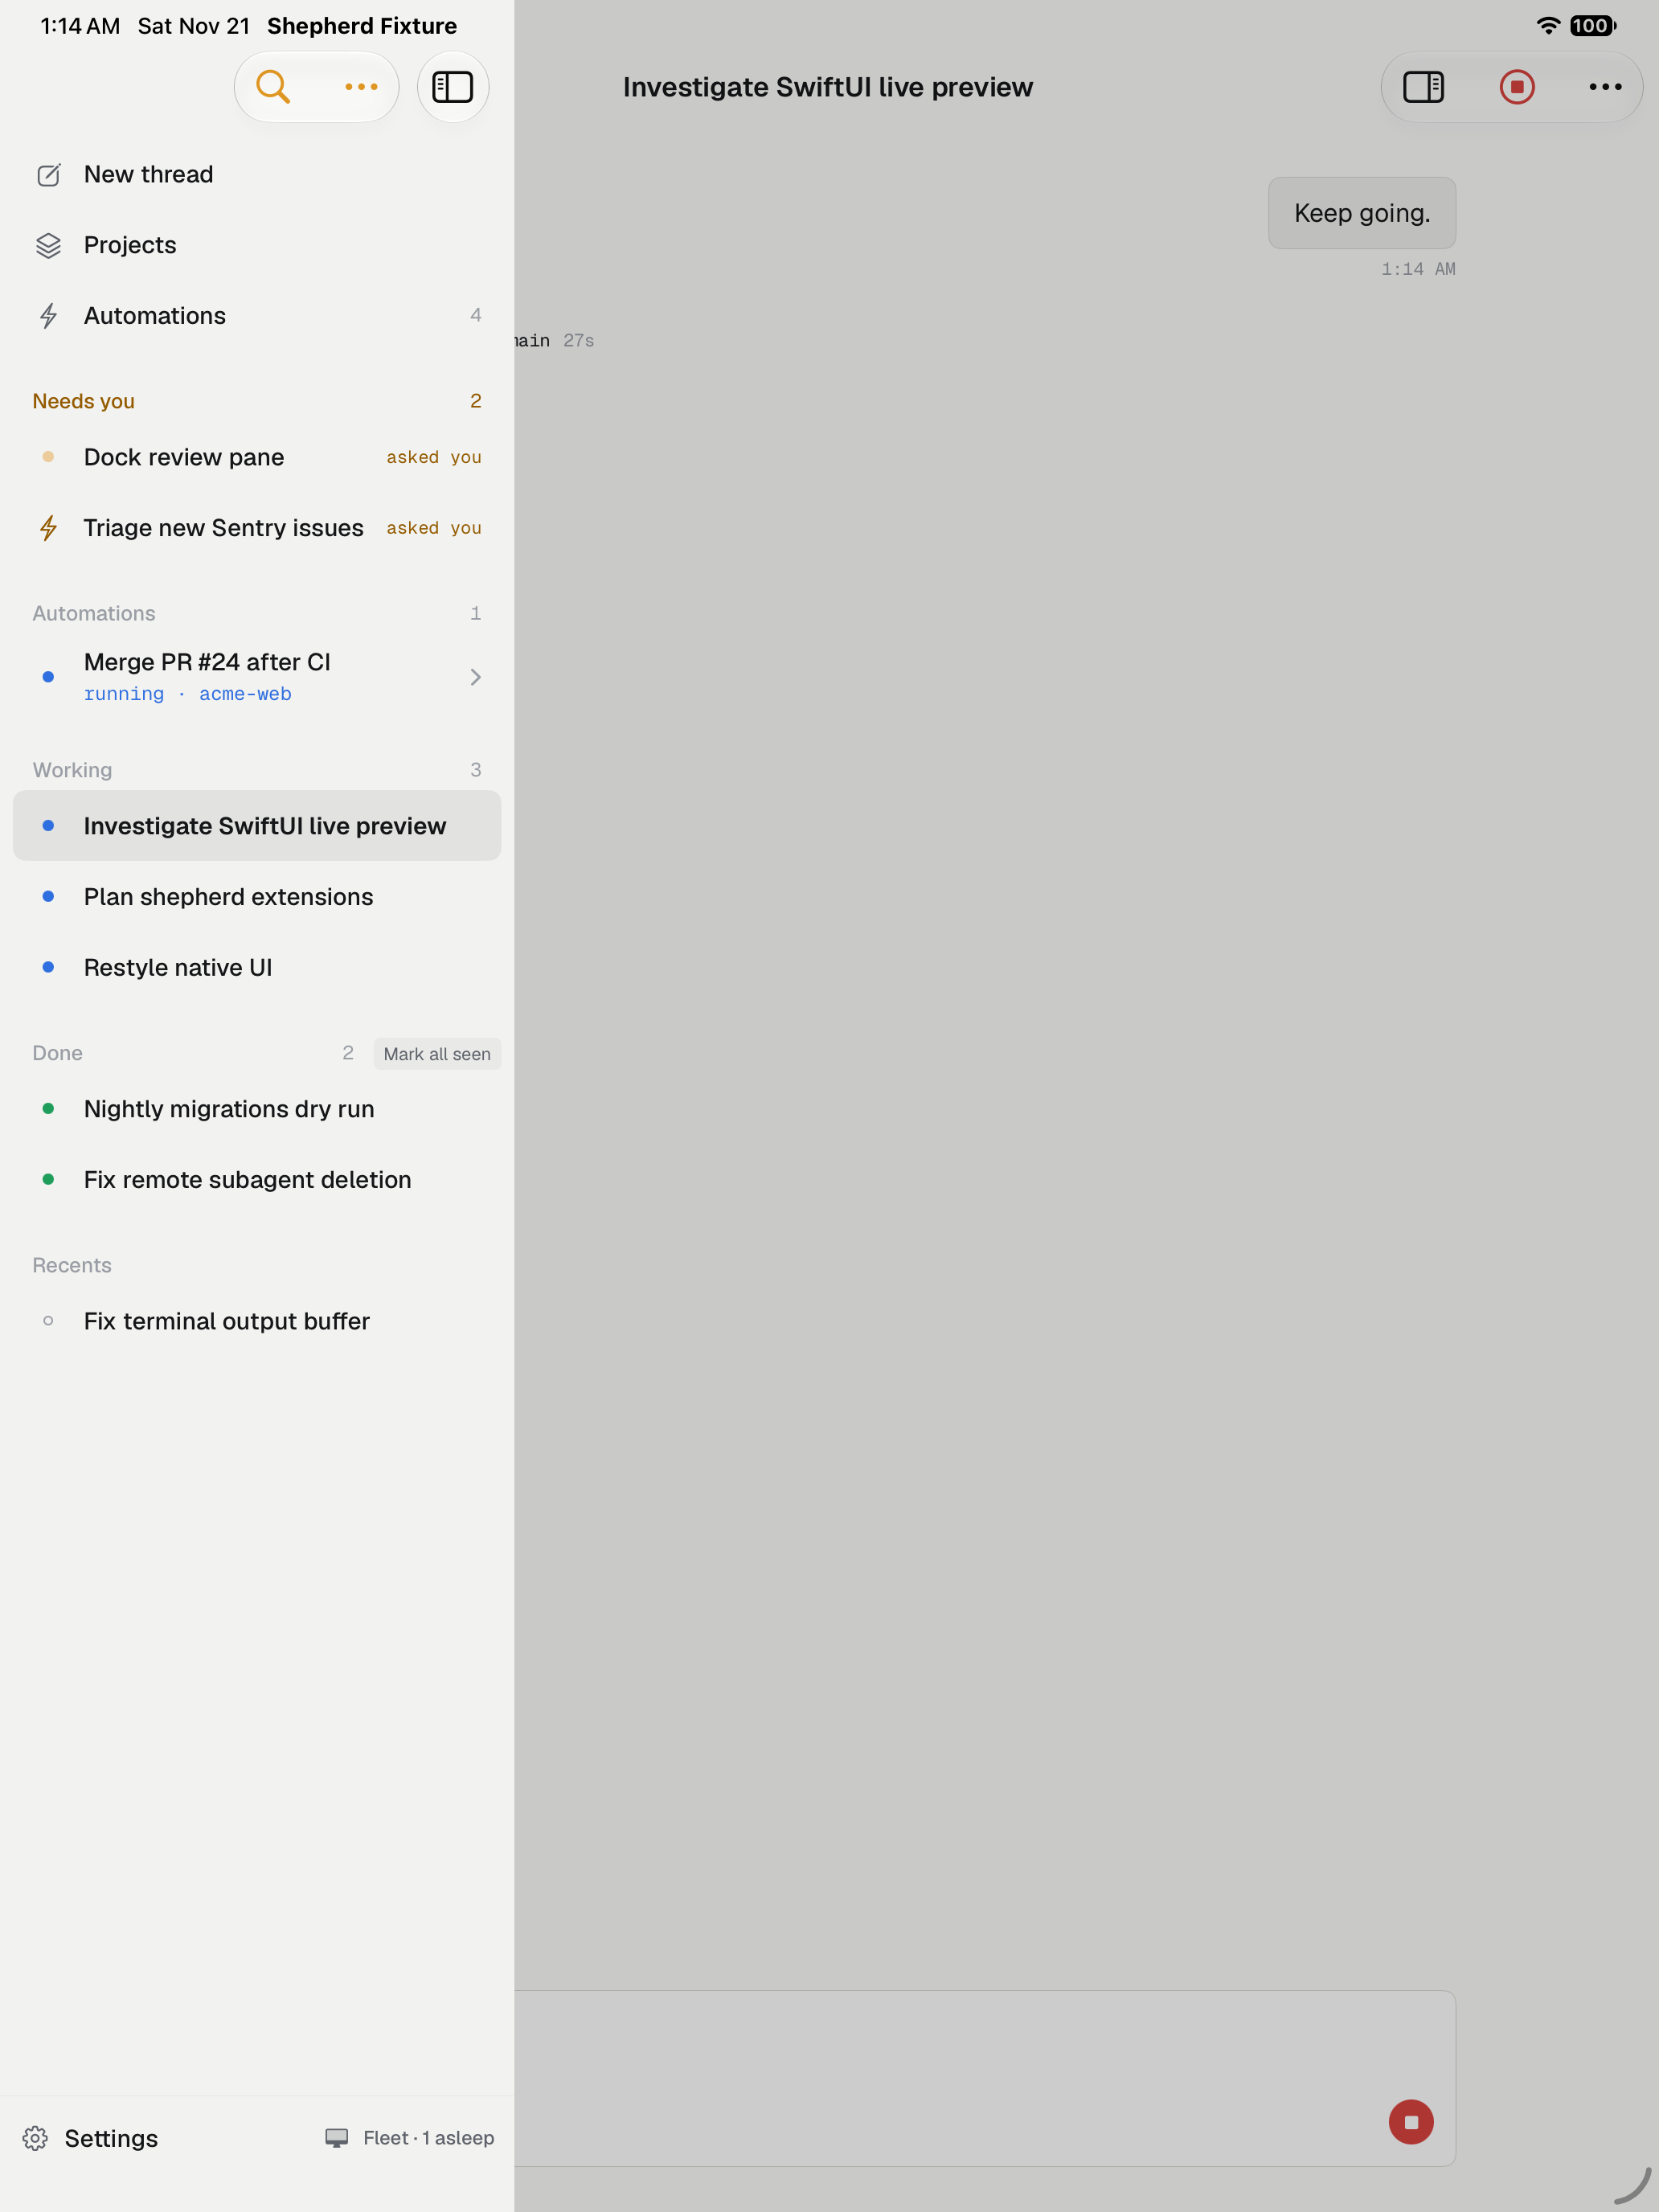 1:14 AM Sat Nov 21 Shepherd Fixture
100
Investigate SwiftUI live preview
New thread
Projects
Automations 4
Needs you 2
Dock review pane asked you
Triage new Sentry issues asked you
Automations 1
Merge PR #24 after CI
running · acme-web
Working 3
Investigate SwiftUI live preview
Plan shepherd extensions
Restyle native UI
Done 2 Mark all seen
Nightly migrations dry run
Fix remote subagent deletion
Recents
Fix terminal output buffer
Settings Fleet · 1 asleep
Keep going.
1:14 AM
27s